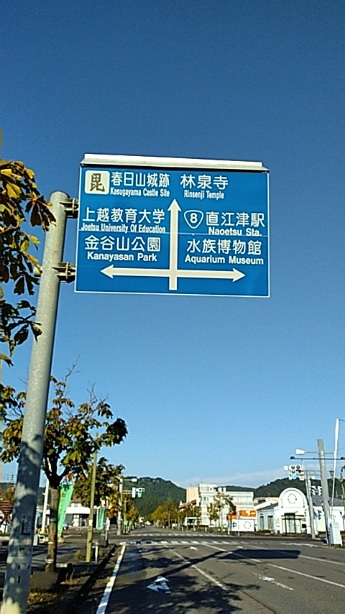 毘 春日山城跡 林泉寺
Kasugayama Castle Site Rinsenji Temple
上越教育大学
Joetsu University Of Education
金谷山公園
Kanayasan Park
8 直江津駅
Naoetsu Sta.
水族博物館
Aquarium Museum